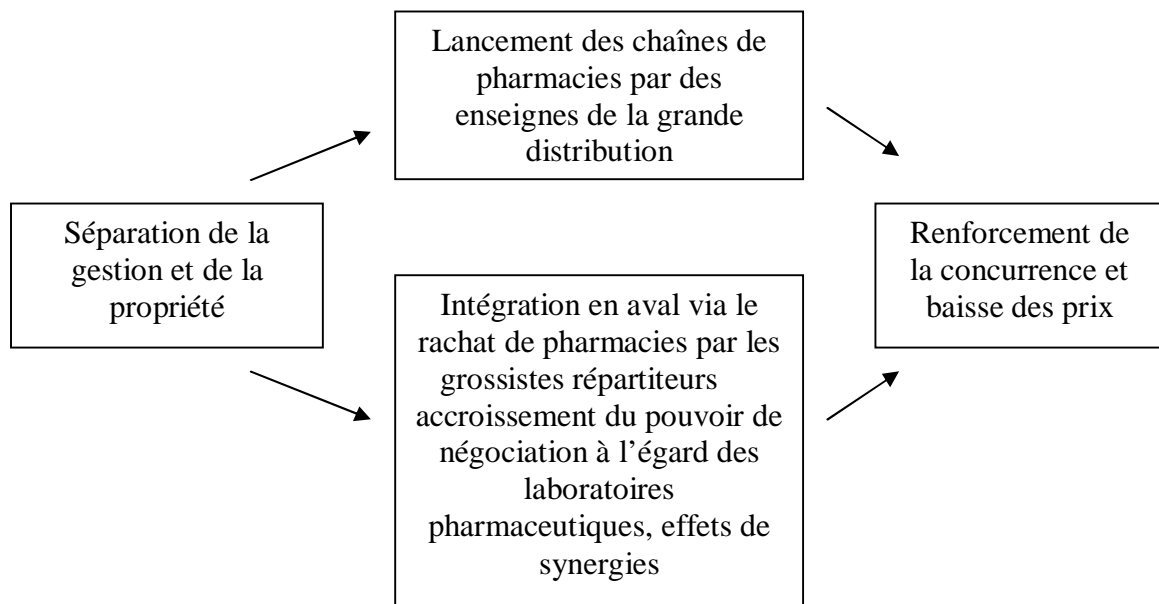 Lancement des chaînes de
pharmacies par des
enseignes de la grande
distribution
Séparation de la
gestion et de la
propriété
Intégration en aval via le
rachat de pharmacies par les
grossistes répartiteurs
accroissement du pouvoir de
négociation à l’égard des
laboratoires
pharmaceutiques, effets de
synergies
Renforcement de
la concurrence et
baisse des prix